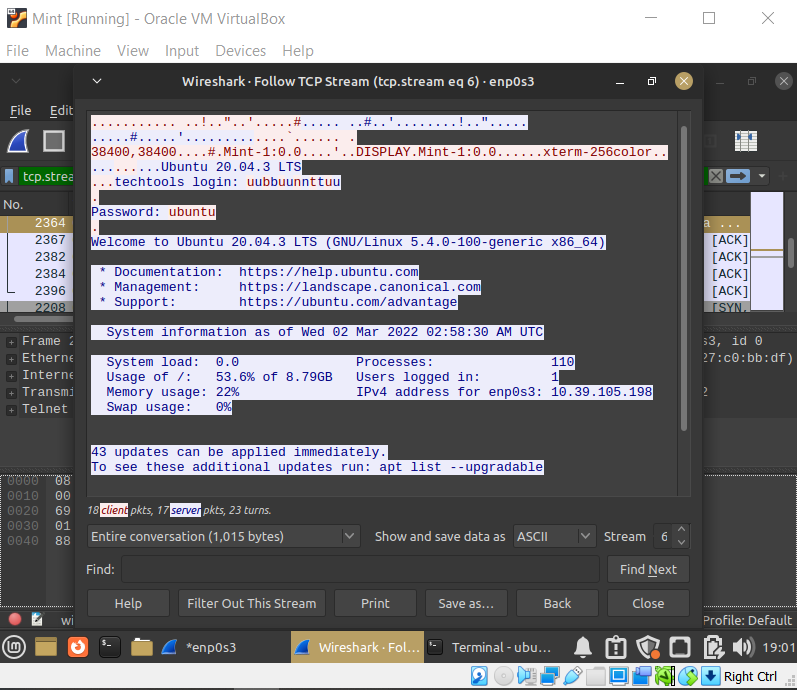 Mint [Running] - Oracle VM VirtualBox
File Machine View Input Devices Help
Wireshark · Follow TCP Stream (tcp.stream eq 6) · enp0s3
File Edit
........... ..!.."..'.....#..... ..#..'........!..".....
.....#.....'......... ....`...... .
38400,38400....#.Mint-1:0.0....'..DISPLAY.Mint-1:0.0......xterm-256color..
.........Ubuntu 20.04.3 LTS
...techtools login: uubbuunnttuu
.
Password: ubuntu
.
Welcome to Ubuntu 20.04.3 LTS (GNU/Linux 5.4.0-100-generic x86_64)
* Documentation: https://help.ubuntu.com
* Management: https://landscape.canonical.com
* Support: https://ubuntu.com/advantage
System information as of Wed 02 Mar 2022 02:58:30 AM UTC
System load: 0.0 Processes: 110
Usage of /: 53.6% of 8.79GB Users logged in: 1
Memory usage: 22% IPv4 address for enp0s3: 10.39.105.198
Swap usage: 0%
43 updates can be applied immediately.
To see these additional updates run: apt list --upgradable
18 client pkts, 17 server pkts, 23 turns.
Entire conversation (1,015 bytes) Show and save data as ASCII Stream 6
Find: Find Next
Help Filter Out This Stream Print Save as... Back Close
tcp.strea
No.
2364 a ...
2367 [ACK]
2382 [ACK]
2384 [ACK]
2396 [ACK]
2208 [SYN,
Frame 2 s3, id 0
Etherne 27:c0:bb:df)
Intern
Transmi 2
Telnet
0000 08
0010 00
0020 69
0030 01
0040 88
wi Profile: Default
*enp0s3 Wireshark · Fol... Terminal - ubu... 19:01
Right Ctrl